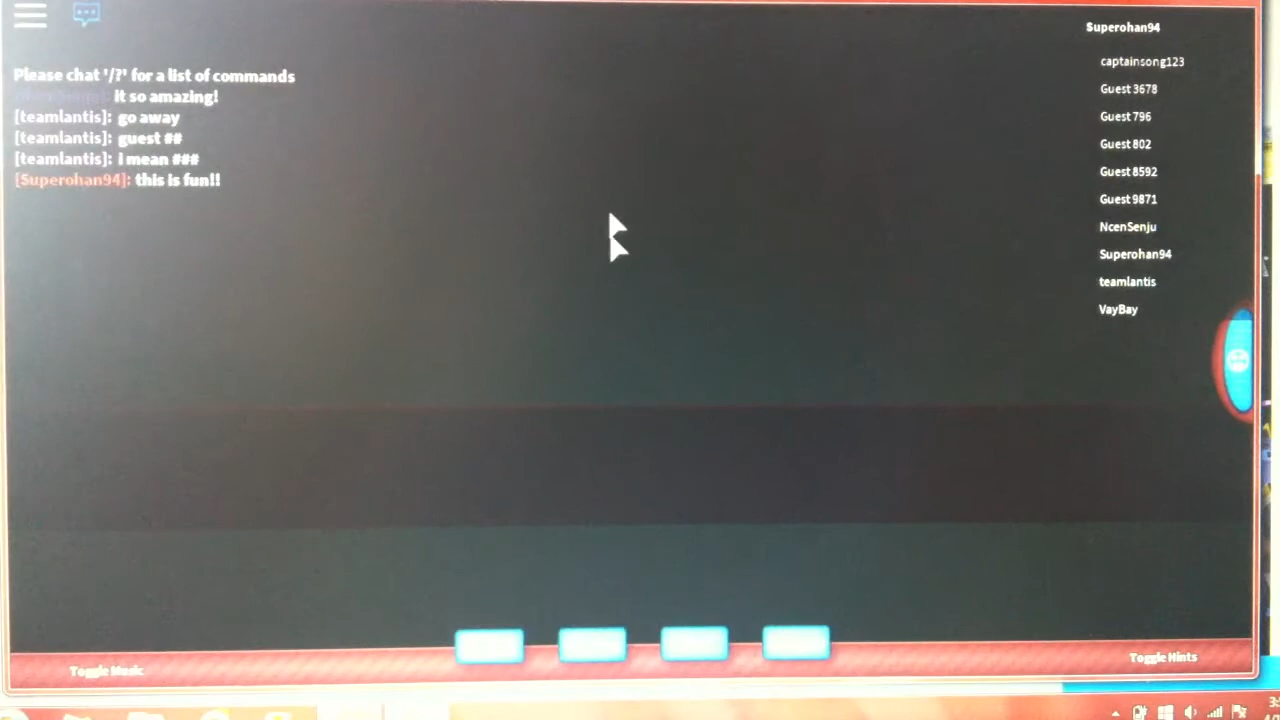 Superohan94
Please chat '/?' for a list of commands
it so amazing!
[teamlantis]: go away
[teamlantis]: guest ##
[teamlantis]: i mean ###
[Superohan94]: this is fun!!
captainsong123
Guest 3678
Guest 796
Guest 802
Guest 8592
Guest 9871
NcenSenju
Superohan94
teamlantis
VayBay
Toggle Music
Toggle Hints